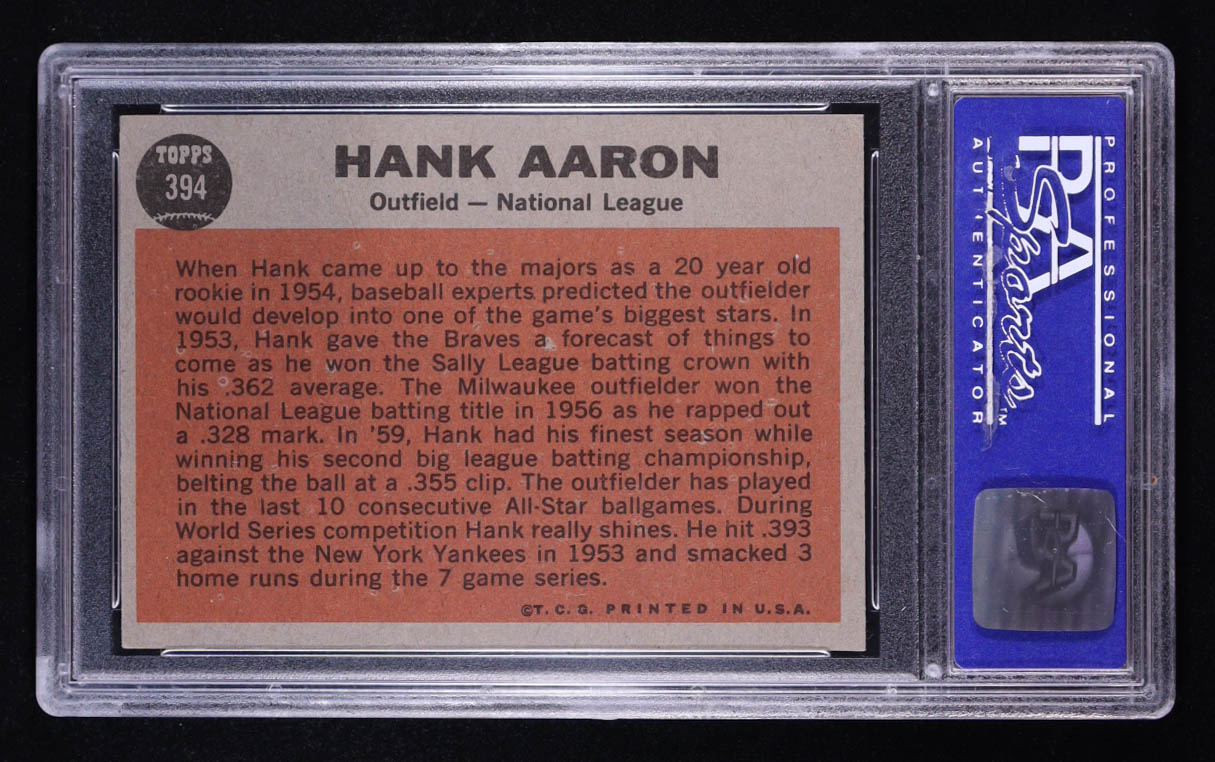 TOPPS
394
HANK AARON
Outfield — National League
When Hank came up to the majors as a 20 year old
rookie in 1954, baseball experts predicted the outfielder
would develop into one of the game's biggest stars. In
1953, Hank gave the Braves a forecast of things to
come as he won the Sally League batting crown with
his .362 average. The Milwaukee outfielder won the
National League batting title in 1956 as he rapped out
a .328 mark. In '59, Hank had his finest season while
winning his second big league batting championship,
belting the ball at a .355 clip. The outfielder has played
in the last 10 consecutive All-Star ballgames. During
World Series competition Hank really shines. He hit .393
against the New York Yankees in 1953 and smacked 3
home runs during the 7 game series.
©T. C. G. PRINTED IN U.S.A.
PROFESSIONAL
PSA
Sports
TM
AUTHENTICATOR
PSA